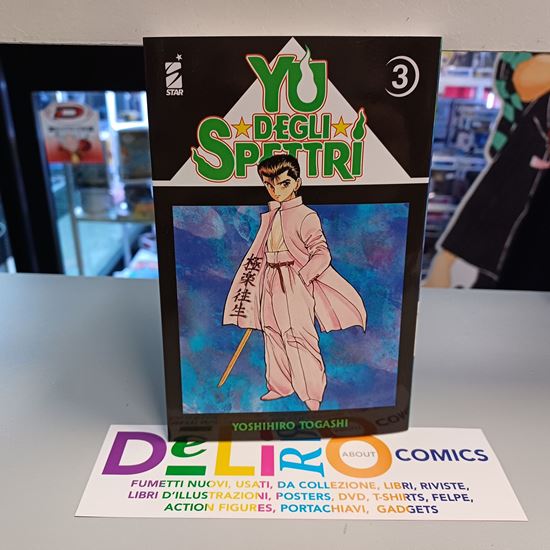 STAR
3
YU
DEGLI
SPETTRI
極楽往生
YOSHIHIRO TOGASHI
DeLiRiO
ABOUT
COMICS
FUMETTI NUOVI, USATI, DA COLLEZIONE, LIBRI, RIVISTE,
LIBRI D'ILLUSTRAZIONI, POSTERS, DVD, T-SHIRTS, FELPE,
ACTION FIGURES, PORTACHIAVI, GADGETS